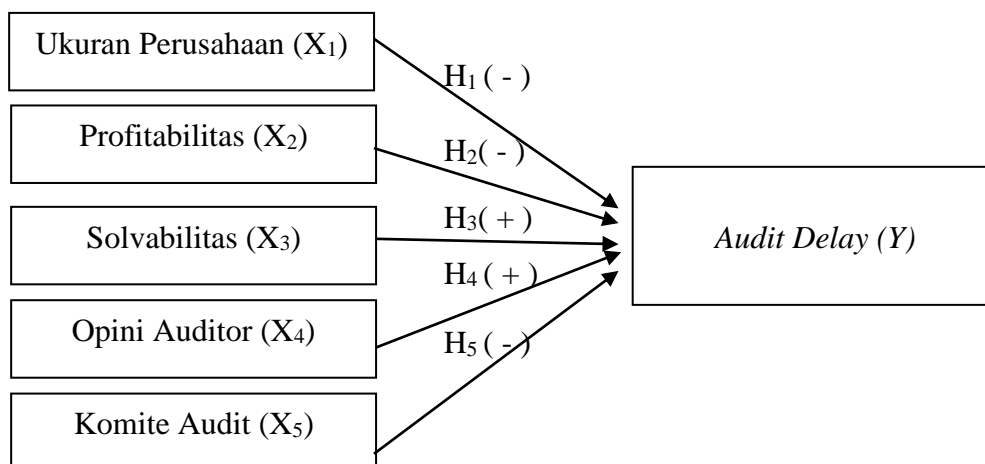 Ukuran Perusahaan (X₁)
H₁ ( - )
Profitabilitas (X₂)
H₂( - )
Solvabilitas (X₃)
H₃( + )
Audit Delay (Y)
H₄ ( + )
Opini Auditor (X₄)
H₅ ( - )
Komite Audit (X₅)